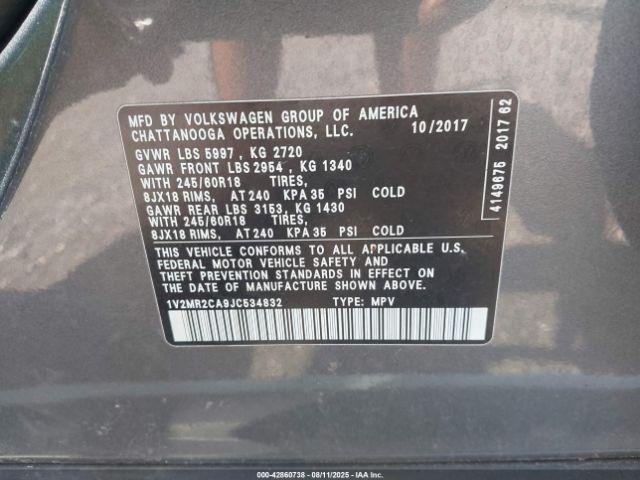 MFD BY VOLKSWAGEN GROUP OF AMERICA
CHATTANOOGA OPERATIONS, LLC. 10/2017
GVWR LBS 5997 , KG 2720
GAWR FRONT LBS 2954 , KG 1340
WITH 245/60R18 TIRES,
8JX18 RIMS, AT 240 KPA 35 PSI COLD
GAWR REAR LBS 3153, KG 1430
WITH 245/60R18 TIRES,
8JX18 RIMS, AT 240 KPA 35 PSI COLD
THIS VEHICLE CONFORMS TO ALL APPLICABLE U.S.
FEDERAL MOTOR VEHICLE SAFETY AND
THEFT PREVENTION STANDARDS IN EFFECT ON
THE DATE OF MANUFACTURE SHOWN ABOVE.
1V2MR2CA9JC534832 TYPE: MPV
4149675 2017 62
000-42860738 - 08/11/2025 - IAA Inc.